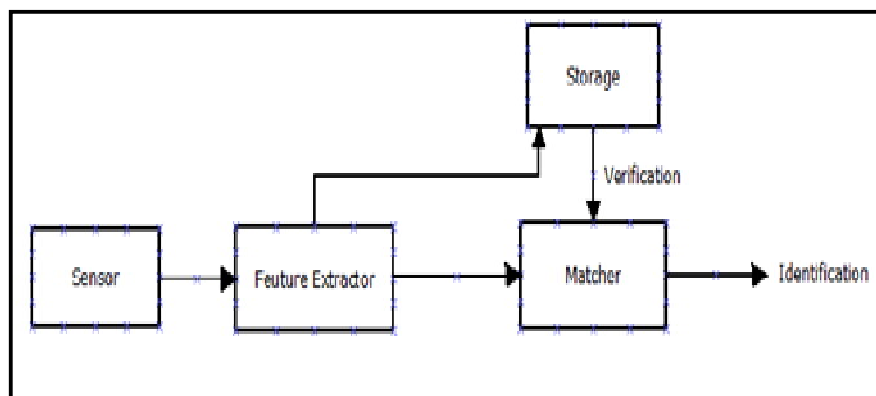 Storage
Verification
Sensor
Feuture Extractor
Matcher
Identification